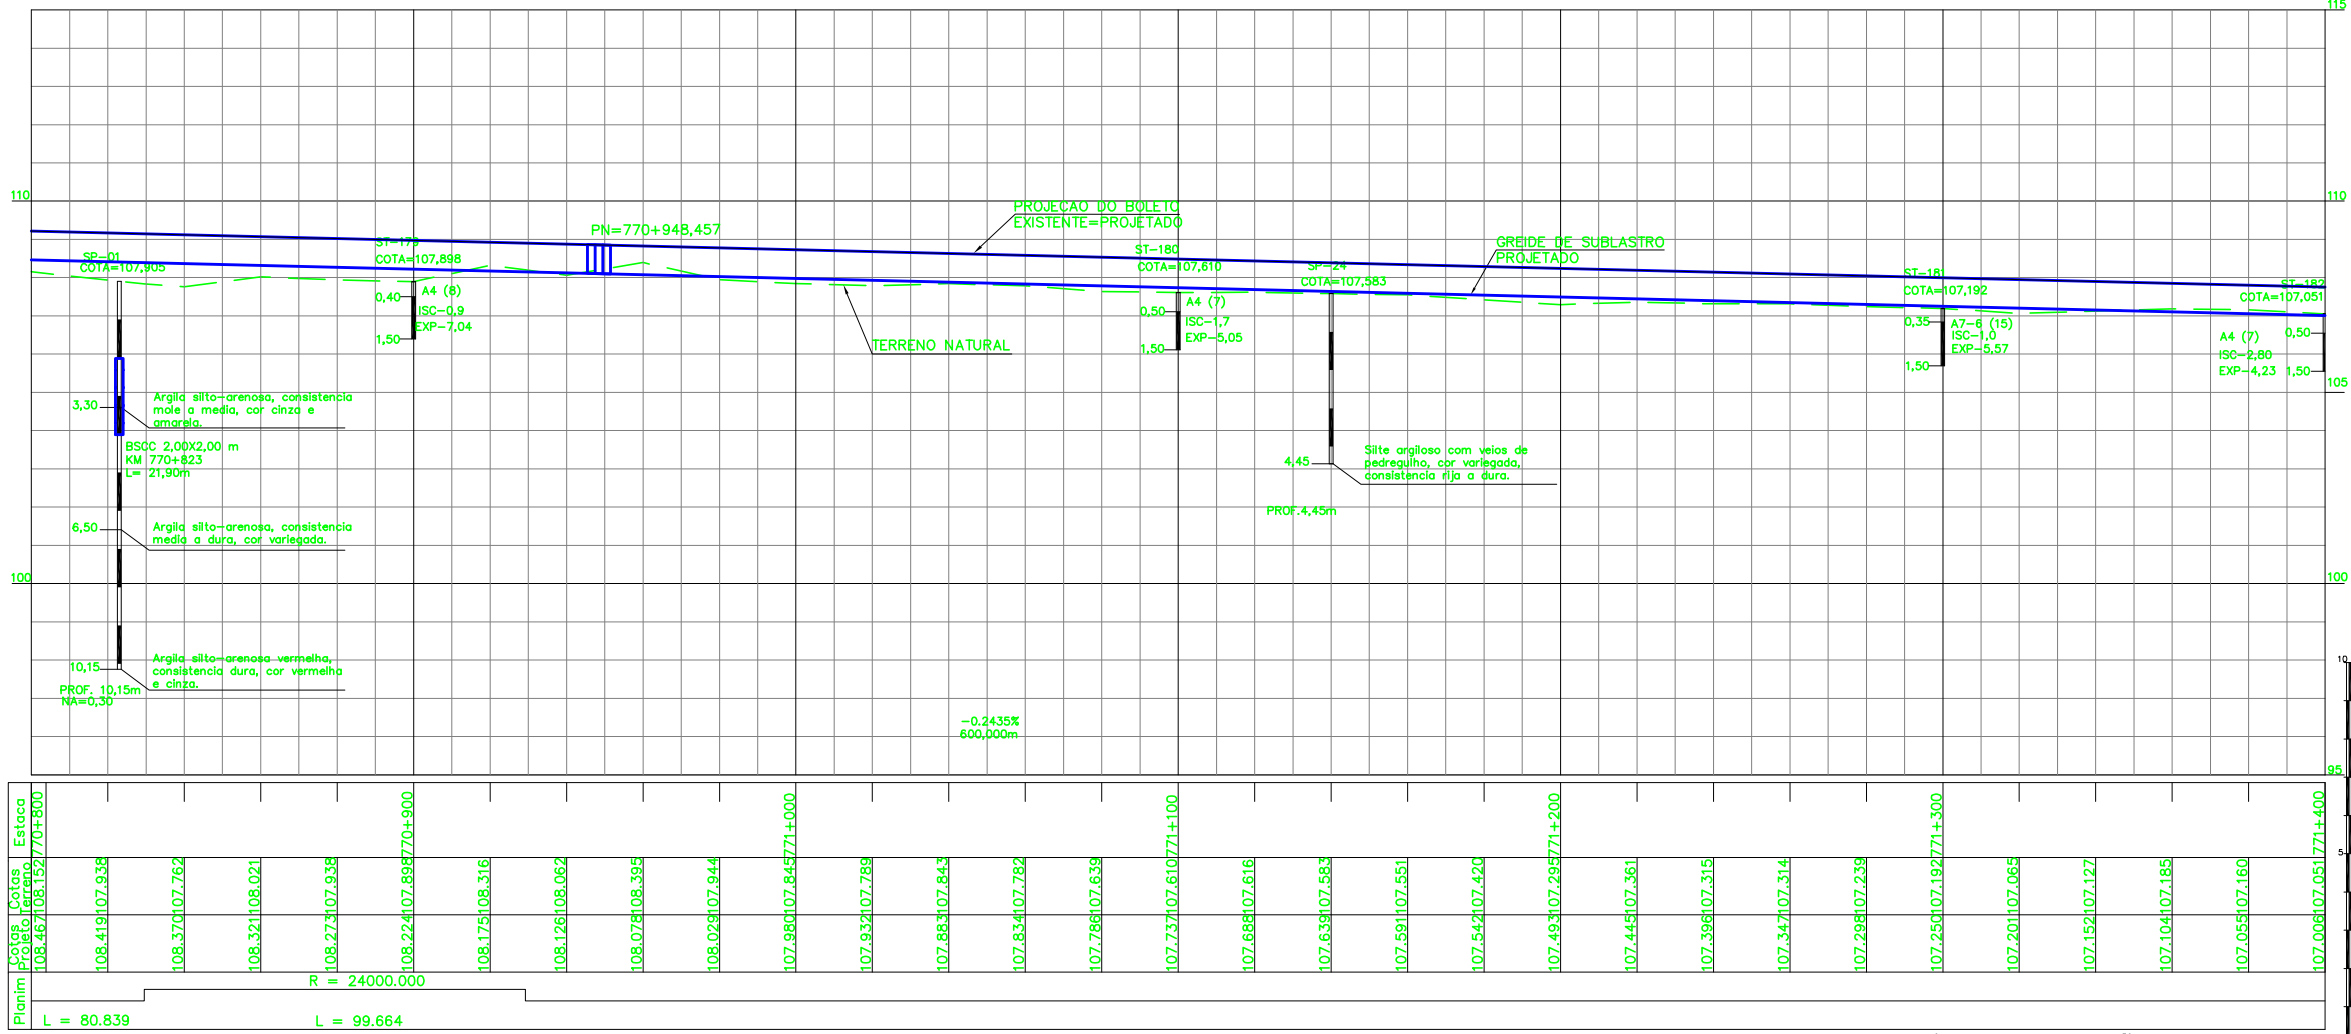 115
110
110
PROJECAO DO BOLETO
EXISTENTE=PROJETADO
PN=770+948,457
GREIDE DE SUBLASTRO
PROJETADO
SP-01
COTA=107,905
ST-179
COTA=107,898
0,40
A4 (8)
ISC-0,9
EXP-7,04
1,50
ST-180
COTA=107,610
0,50
A4 (7)
ISC-1,7
EXP-5,05
1,50
SP-24
COTA=107,583
ST-181
COTA=107,192
0,35
A7-6 (15)
ISC-1,0
EXP-5,57
1,50
ST-182
COTA=107,051
0,50
A4 (7)
ISC-2,80
EXP-4,23
1,50
TERRENO NATURAL
105
3,30
Argila silto-arenosa, consistencia
mole a media, cor cinza e
amarela.
BSCC 2,00X2,00 m
KM 770+823
L= 21,90m
4,45
Silte argiloso com veios de
pedregulho, cor variegada,
consistencia rija a dura.
PROF.4,45m
6,50
Argila silto-arenosa, consistencia
media a dura, cor variegada.
100
100
10,15
Argila silto-arenosa vermelha,
consistencia dura, cor vermelha
e cinza.
PROF. 10,15m
NA=0,30
10
-0.2435%
600,000m
95
5
Estaca
770+800
770+900
771+000
771+100
771+200
771+300
771+400
Cotas
Terreno
108.152
107.938
107.762
108.021
107.938
107.898
108.316
108.062
108.395
107.944
107.845
107.789
107.843
107.782
107.639
107.610
107.616
107.583
107.551
107.420
107.295
107.361
107.315
107.314
107.239
107.192
107.065
107.127
107.185
107.160
107.051
Cotas
Projeto
108.467
108.419
108.370
108.321
108.273
108.224
108.175
108.126
108.078
108.029
107.980
107.932
107.883
107.834
107.786
107.737
107.688
107.639
107.591
107.542
107.493
107.445
107.396
107.347
107.298
107.250
107.201
107.152
107.104
107.055
107.006
Planim
R = 24000.000
L = 80.839
L = 99.664